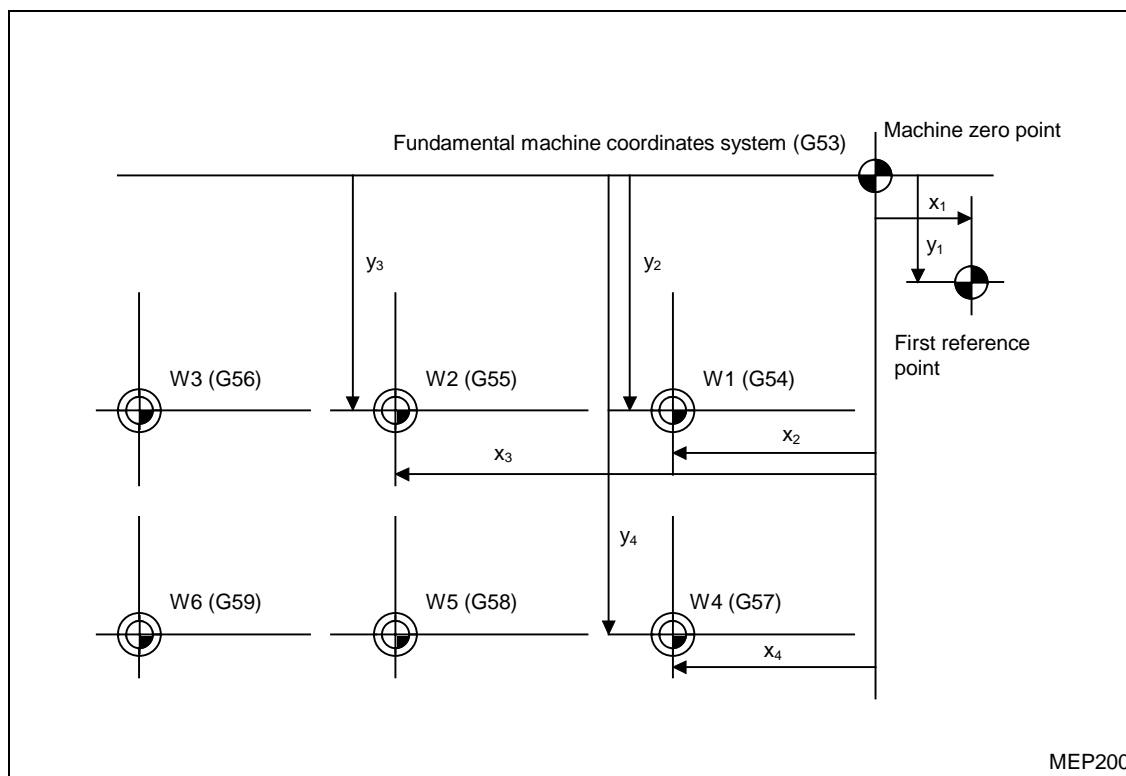 Machine zero point
Fundamental machine coordinates system (G53)
x₁
y₁
y₃
y₂
First reference
point
W3 (G56)
W2 (G55)
W1 (G54)
x₂
x₃
y₄
W6 (G59)
W5 (G58)
W4 (G57)
x₄
MEP200